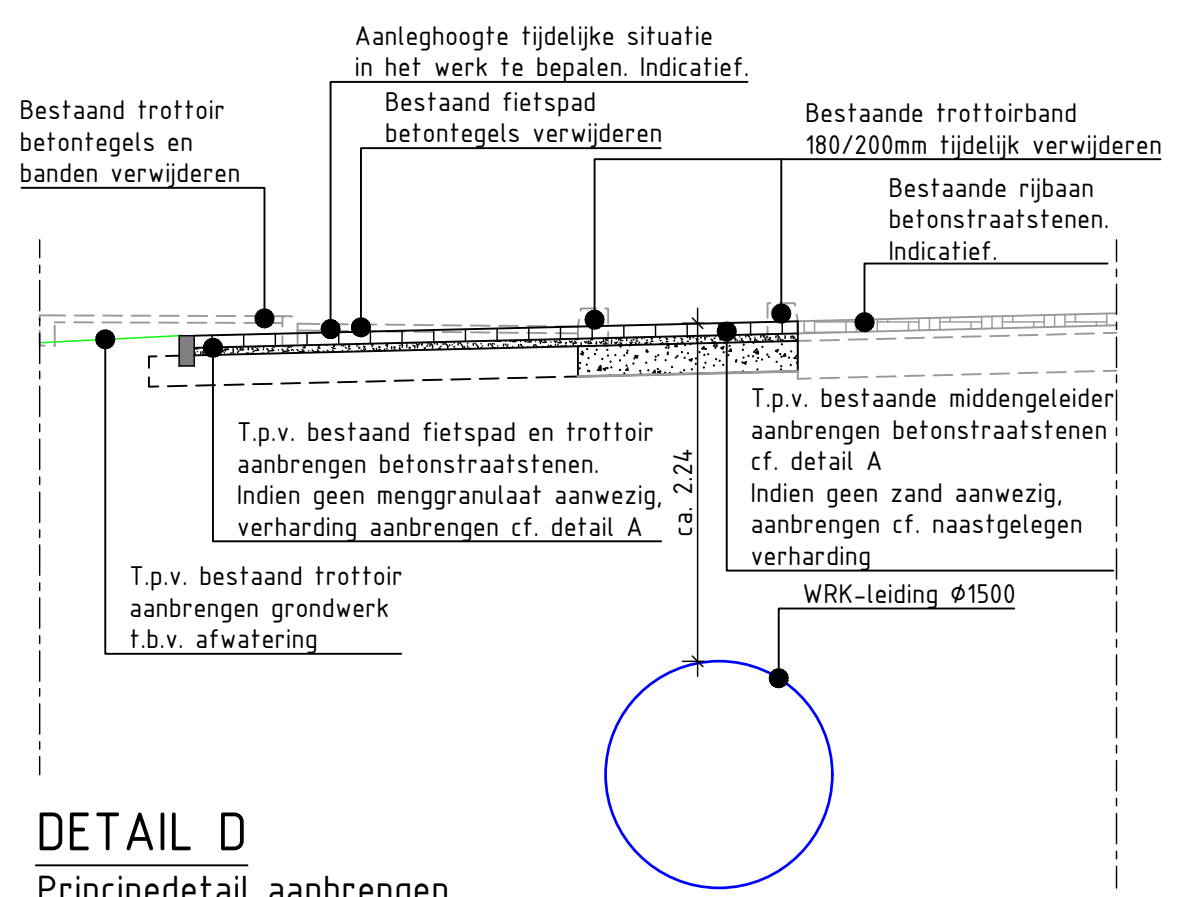 Aanleghoogte tijdelijke situatie
in het werk te bepalen. Indicatief.
Bestaand trottoir
betontegels en
banden verwijderen
Bestaand fietspad
betontegels verwijderen
Bestaande trottoirband
180/200mm tijdelijk verwijderen
Bestaande rijbaan
betonstraatstenen.
Indicatief.
T.p.v. bestaand fietspad en trottoir
aanbrengen betonstraatstenen.
Indien geen menggranulaat aanwezig,
verharding aanbrengen cf. detail A
ca. 2.24
T.p.v. bestaande middengeleider
aanbrengen betonstraatstenen
cf. detail A
Indien geen zand aanwezig,
aanbrengen cf. naastgelegen
verharding
T.p.v. bestaand trottoir
aanbrengen grondwerk
t.b.v. afwatering
WRK-leiding Ø1500
DETAIL D
Principedetail aanbrengen